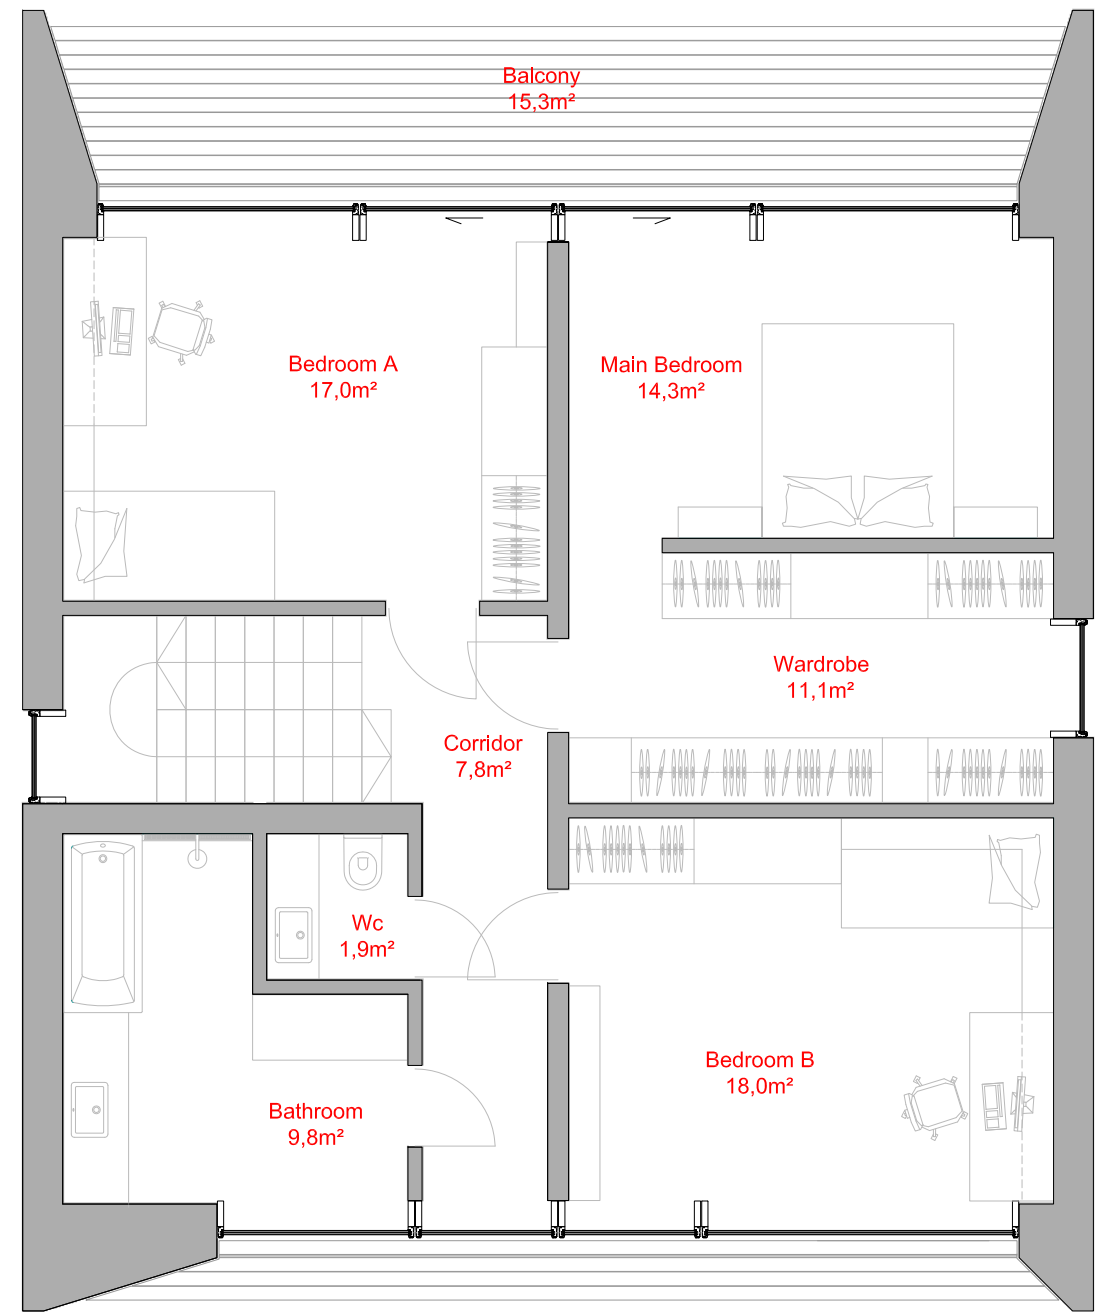 Balcony
15,3m²
Bedroom A
17,0m²
Main Bedroom
14,3m²
Wardrobe
11,1m²
Corridor
7,8m²
Wc
1,9m²
Bedroom B
18,0m²
Bathroom
9,8m²